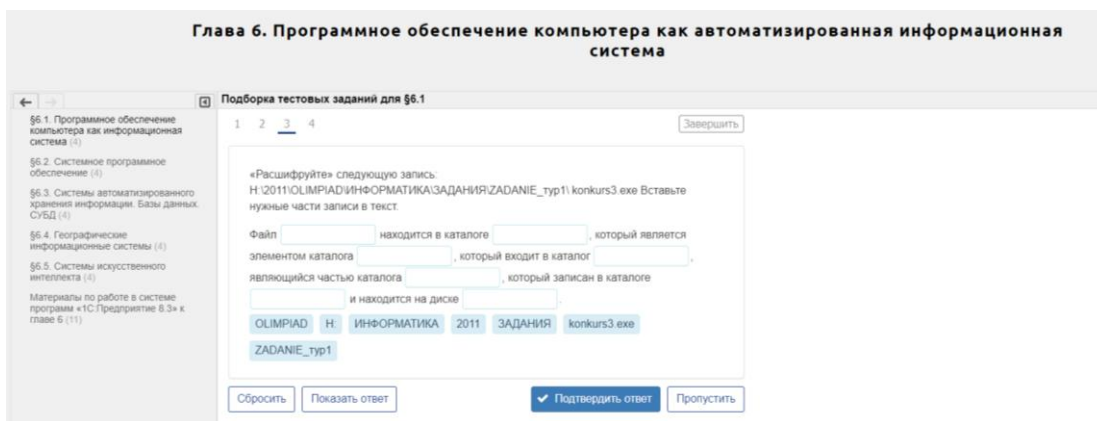 Глава 6. Программное обеспечение компьютера как автоматизированная информационная
система
Подборка тестовых заданий для §6.1
§6.1. Программное обеспечение
компьютера как информационная
система (4)
§6.2. Системное программное
обеспечение (4)
§6.3. Системы автоматизированного
хранения информации. Базы данных.
СУБД (4)
§6.4. Географические
информационные системы (4)
§6.5. Системы искусственного
интеллекта (4)
Материалы по работе в системе
программ «1С:Предприятие 8.3» к
главе 6 (11)
1 2 3 4
Завершить
«Расшифруйте» следующую запись:
H:\2011\OLIMPIAD\ИНФОРМАТИКА\ЗАДАНИЯ\ZADANIE_тур1\ konkurs3.exe Вставьте
нужные части записи в текст.
Файл находится в каталоге , который является
элементом каталога , который входит в каталог ,
являющийся частью каталога , который записан в каталоге
и находится на диске .
OLIMPIAD H: ИНФОРМАТИКА 2011 ЗАДАНИЯ konkurs3.exe
ZADANIE_тур1
Сбросить Показать ответ Подтвердить ответ Пропустить